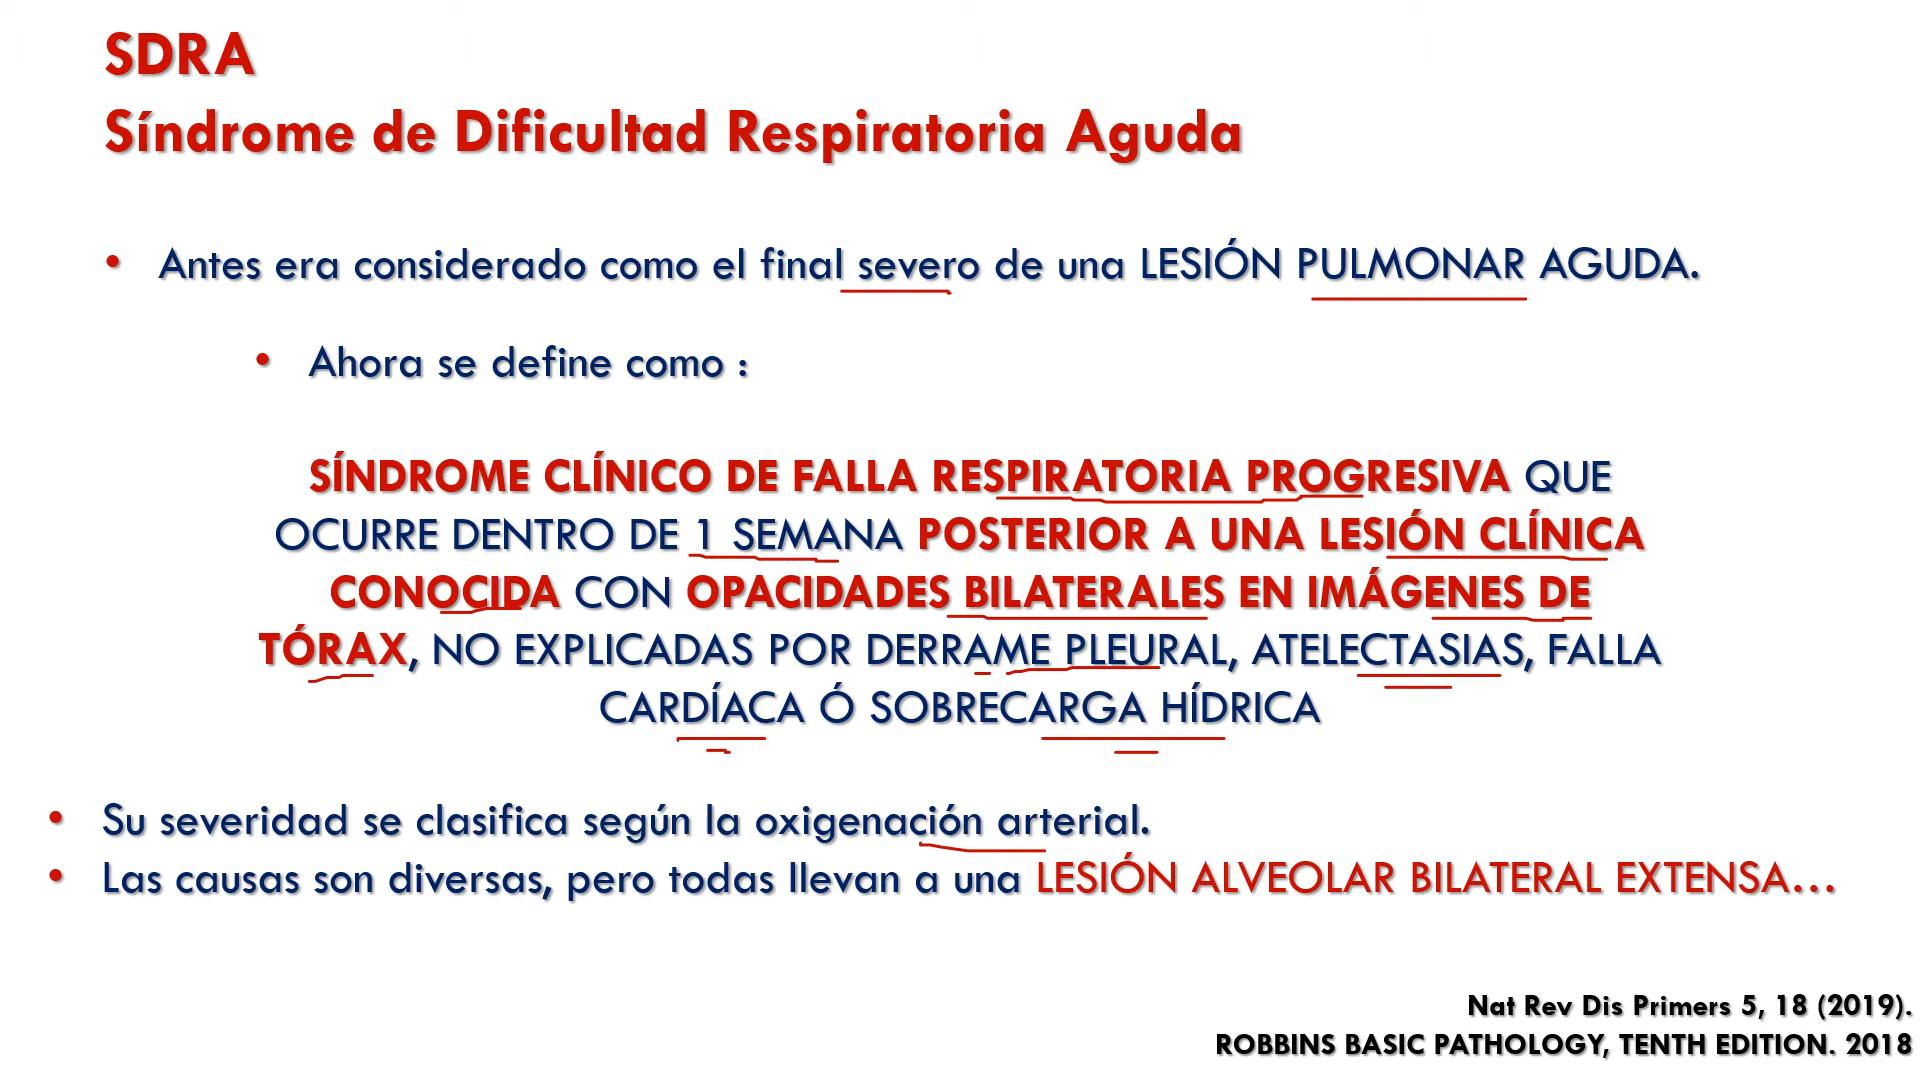 SDRA
Síndrome de Dificultad Respiratoria Aguda
• Antes era considerado como el final severo de una LESIÓN PULMONAR AGUDA.
• Ahora se define como :
SÍNDROME CLÍNICO DE FALLA RESPIRATORIA PROGRESIVA QUE
OCURRE DENTRO DE 1 SEMANA POSTERIOR A UNA LESIÓN CLÍNICA
CONOCIDA CON OPACIDADES BILATERALES EN IMÁGENES DE
TÓRAX, NO EXPLICADAS POR DERRAME PLEURAL, ATELECTASIAS, FALLA
CARDÍACA Ó SOBRECARGA HÍDRICA
• Su severidad se clasifica según la oxigenación arterial.
• Las causas son diversas, pero todas llevan a una LESIÓN ALVEOLAR BILATERAL EXTENSA...
Nat Rev Dis Primers 5, 18 (2019).
ROBBINS BASIC PATHOLOGY, TENTH EDITION. 2018